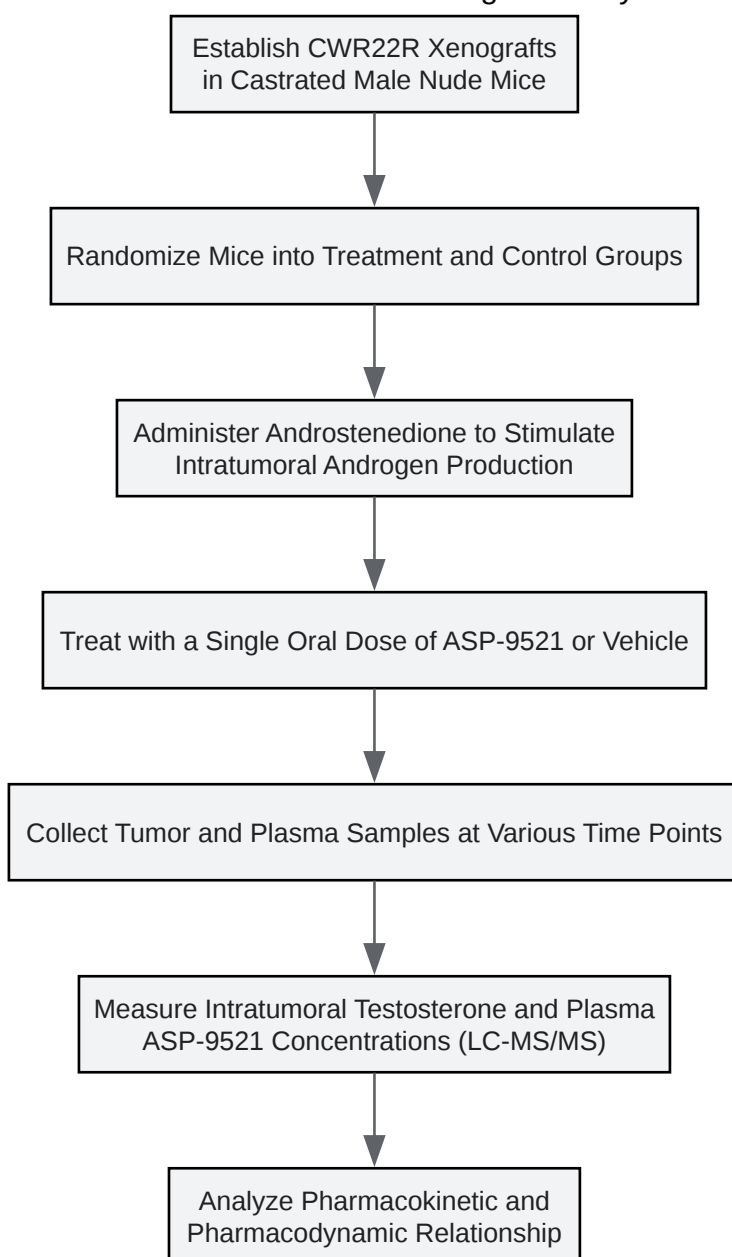 Establish CWR22R Xenografts
in Castrated Male Nude Mice
Randomize Mice into Treatment and Control Groups
Administer Androstenedione to Stimulate
Intratumoral Androgen Production
Treat with a Single Oral Dose of ASP-9521 or Vehicle
Collect Tumor and Plasma Samples at Various Time Points
Measure Intratumoral Testosterone and Plasma
ASP-9521 Concentrations (LC-MS/MS)
Analyze Pharmacokinetic and
Pharmacodynamic Relationship